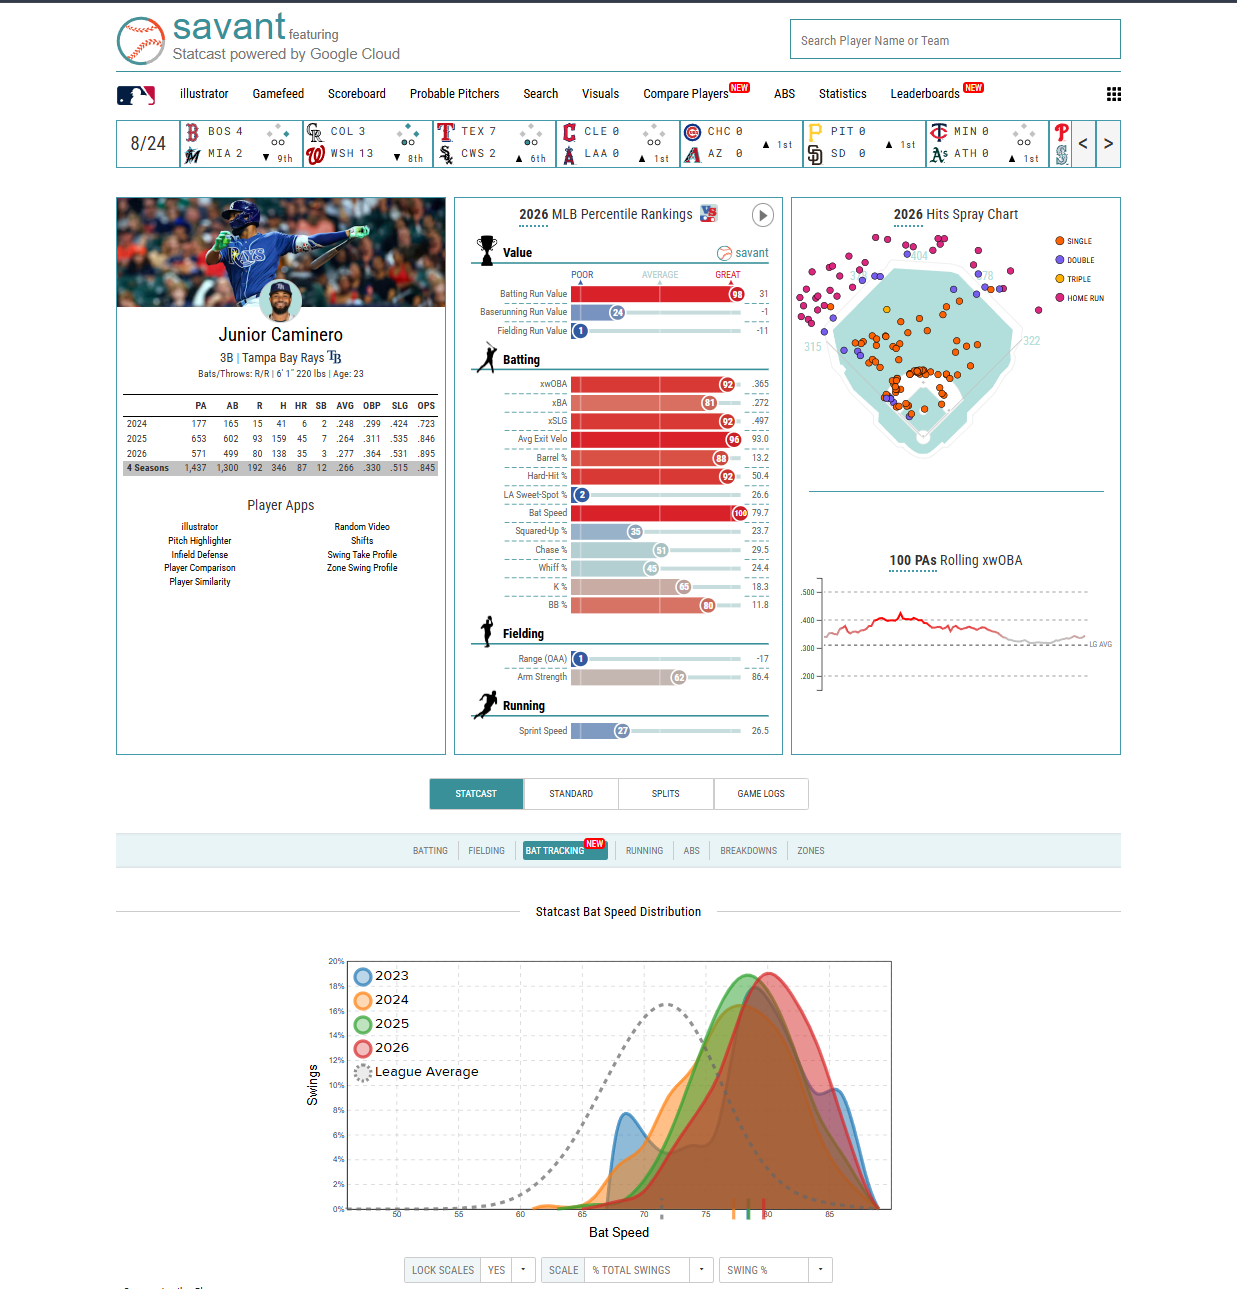 savant featuring
Statcast powered by Google Cloud
Search Player Name or Team
illustrator Gamefeed Scoreboard Probable Pitchers Search Visuals Compare Players NEW ABS Statistics Leaderboards NEW
8/24
BOS 4
MIA 2 ▼ 9th
COL 3
WSH 13 ▼ 8th
TEX 7
CWS 2 ▲ 6th
CLE 0
LAA 0 ▲ 1st
CHC 0
AZ 0 ▲ 1st
PIT 0
SD 0 ▲ 1st
MIN 0
ATH 0 ▲ 1st
< >
Junior Caminero
3B | Tampa Bay Rays TB
Bats/Throws: R/R | 6' 1" 220 lbs | Age: 23
PA AB R H HR SB AVG OBP SLG OPS
2024 177 165 15 41 6 2 .248 .299 .424 .723
2025 653 602 93 159 45 7 .264 .311 .535 .846
2026 571 499 80 138 35 3 .277 .364 .531 .895
4 Seasons 1,437 1,300 192 346 87 12 .266 .330 .515 .845
Player Apps
illustrator Random Video
Pitch Highlighter Shifts
Infield Defense Swing Take Profile
Player Comparison Zone Swing Profile
Player Similarity
2026 MLB Percentile Rankings VS
Value savant
POOR AVERAGE GREAT
Batting Run Value 98 31
Baserunning Run Value 24 -1
Fielding Run Value 1 -11
Batting
xwOBA 92 .365
xBA 81 .272
xSLG 92 .497
Avg Exit Velo 96 93.0
Barrel % 88 13.2
Hard-Hit % 92 50.4
LA Sweet-Spot % 2 26.6
Bat Speed 100 79.7
Squared-Up % 35 23.7
Chase % 51 29.5
Whiff % 45 24.4
K % 65 18.3
BB % 80 11.8
Fielding
Range (OAA) 1 -17
Arm Strength 62 86.4
Running
Sprint Speed 27 26.5
2026 Hits Spray Chart
SINGLE
DOUBLE
TRIPLE
HOME RUN
404
315
322
100 PAs Rolling xwOBA
.500
.400
.300
.200
LG AVG
STATCAST STANDARD SPLITS GAME LOGS
BATTING FIELDING BAT TRACKING NEW RUNNING ABS BREAKDOWNS ZONES
Statcast Bat Speed Distribution
20%
18%
16%
14%
12%
10%
8%
6%
4%
2%
0%
Swings
2023
2024
2025
2026
League Average
50 55 60 65 70 75 80 85
Bat Speed
LOCK SCALES YES SCALE % TOTAL SWINGS SWING %